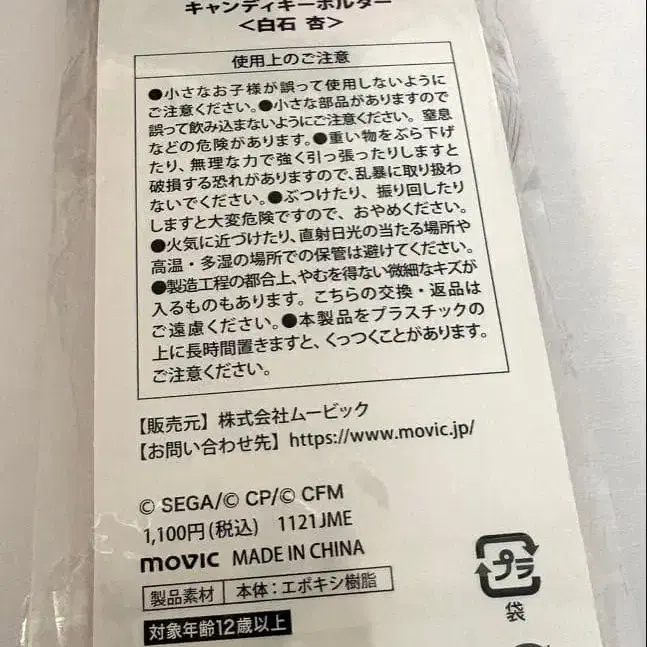 キャンディキーホルダー
＜白石 杏＞
使用上のご注意
●小さなお子様が誤って使用しないように
ご注意ください。●小さな部品がありますので
誤って飲み込まないようにご注意ください。窒息
などの危険があります。●重い物をぶら下げ
たり、無理な力で強く引っ張ったりしますと
破損する恐れがありますので、乱暴に取り扱わ
ないでください。●ぶつけたり、振り回したり
しますと大変危険ですので、おやめください。
●火気に近づけたり、直射日光の当たる場所や
高温・多湿の場所での保管は避けてください。
●製造工程の都合上、やむを得ない微細なキズが
入るものもあります。こちらの交換・返品は
ご遠慮ください。●本製品をプラスチックの
上に長時間置きますと、くっつくことがあります。
ご注意ください。
【販売元】株式会社ムービック
【お問い合わせ先】https://www.movic.jp/
© SEGA/© CP/© CFM
1,100円(税込) 1121JME
movic MADE IN CHINA
製品素材 本体:エポキシ樹脂
対象年齢12歳以上
プラ
袋